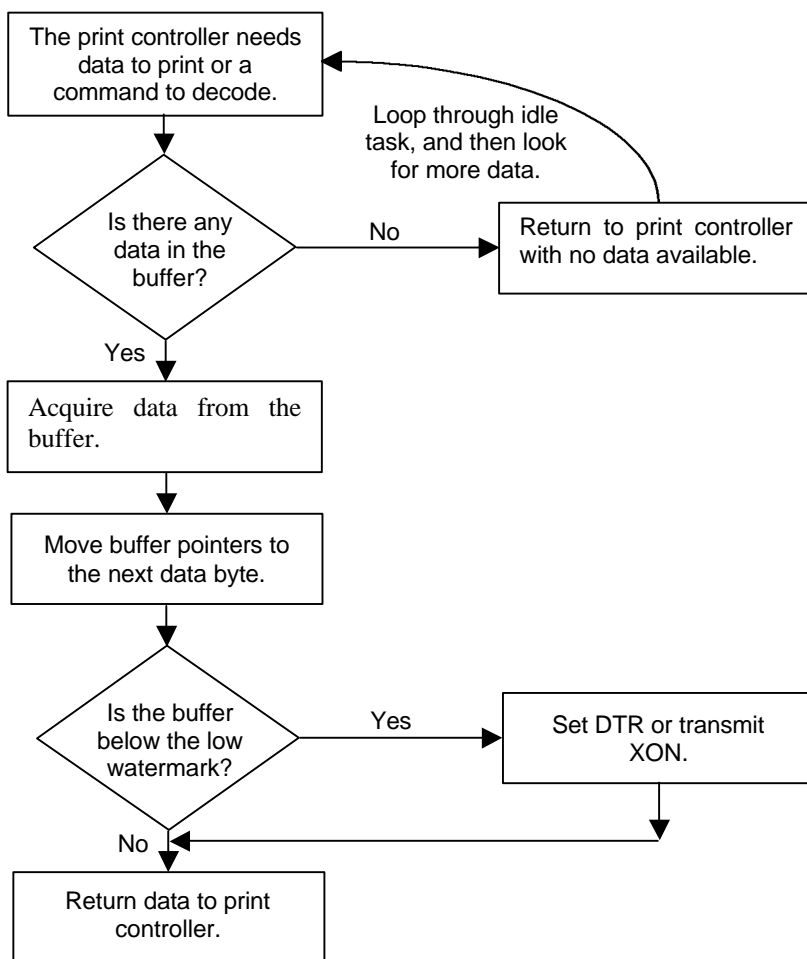 The print controller needs
data to print or a
command to decode.
Loop through idle
task, and then look
for more data.
Is there any
data in the
buffer?
No
Return to print controller
with no data available.
Yes
Acquire data from the
buffer.
Move buffer pointers to
the next data byte.
Is the buffer
below the low
watermark?
Yes
Set DTR or transmit
XON.
No
Return data to print
controller.